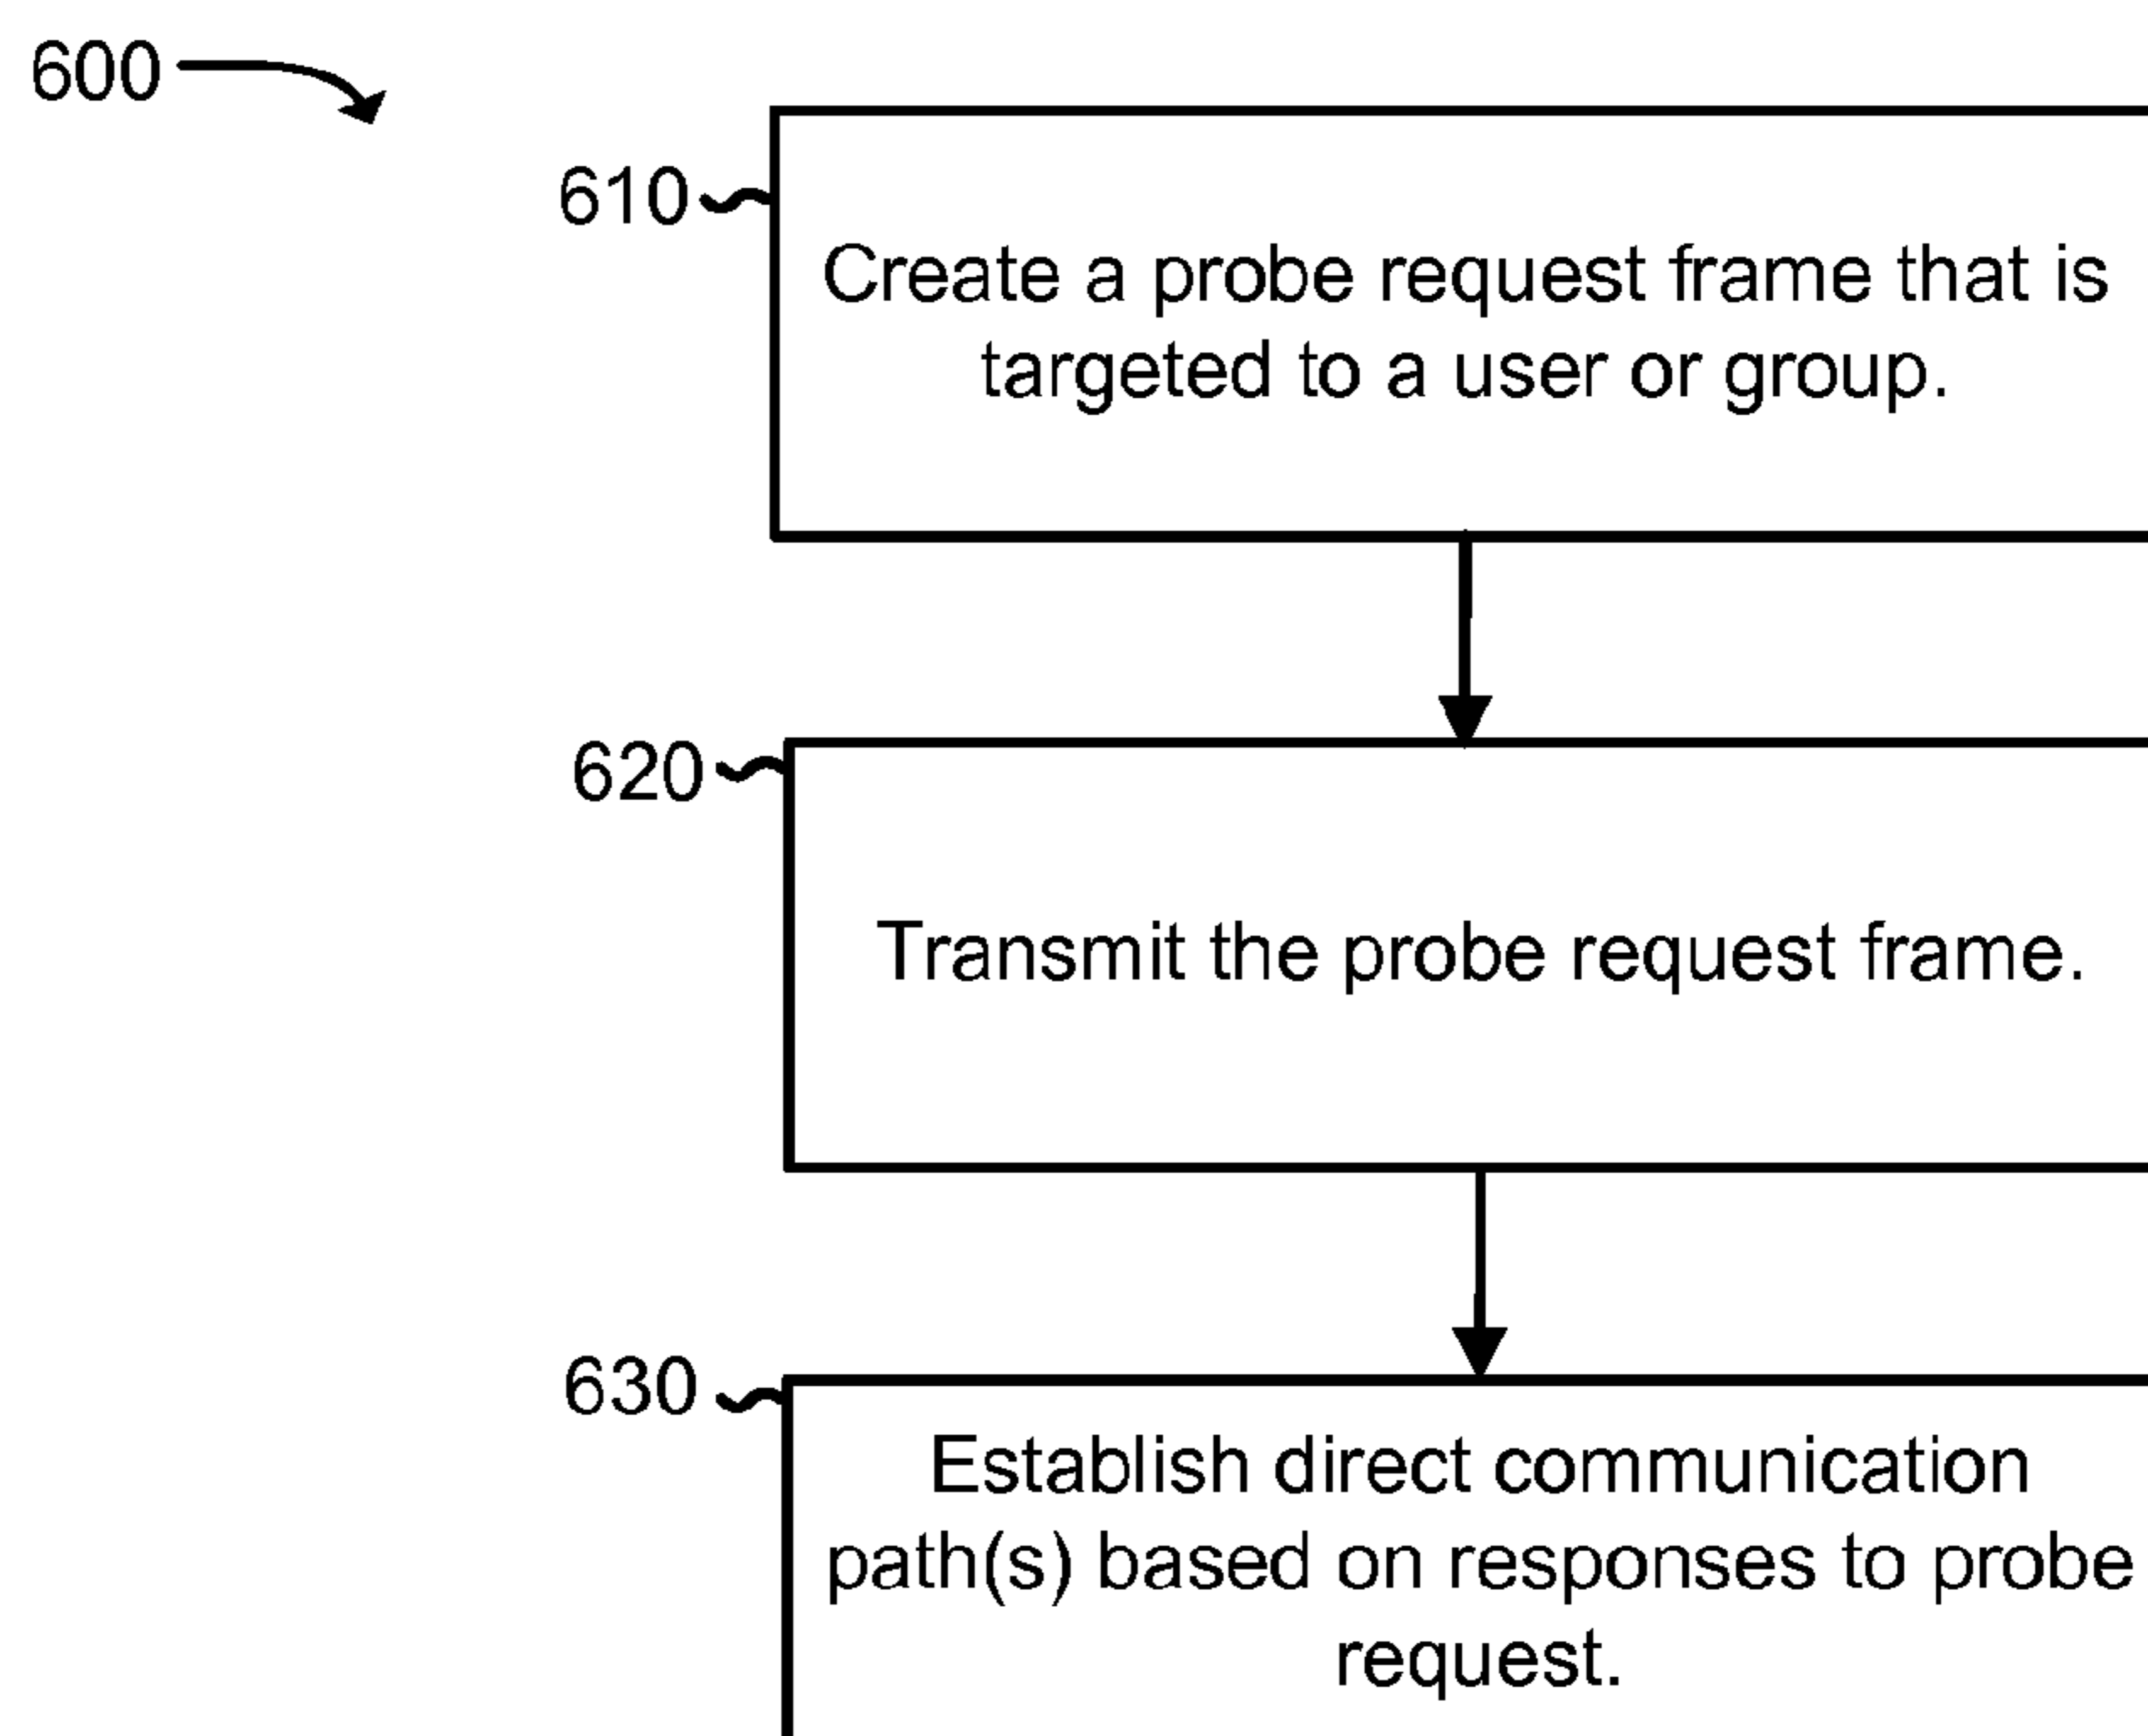 600
610
Create a probe request frame that is
targeted to a user or group.
620
Transmit the probe request frame.
630
Establish direct communication
path(s) based on responses to probe
request.